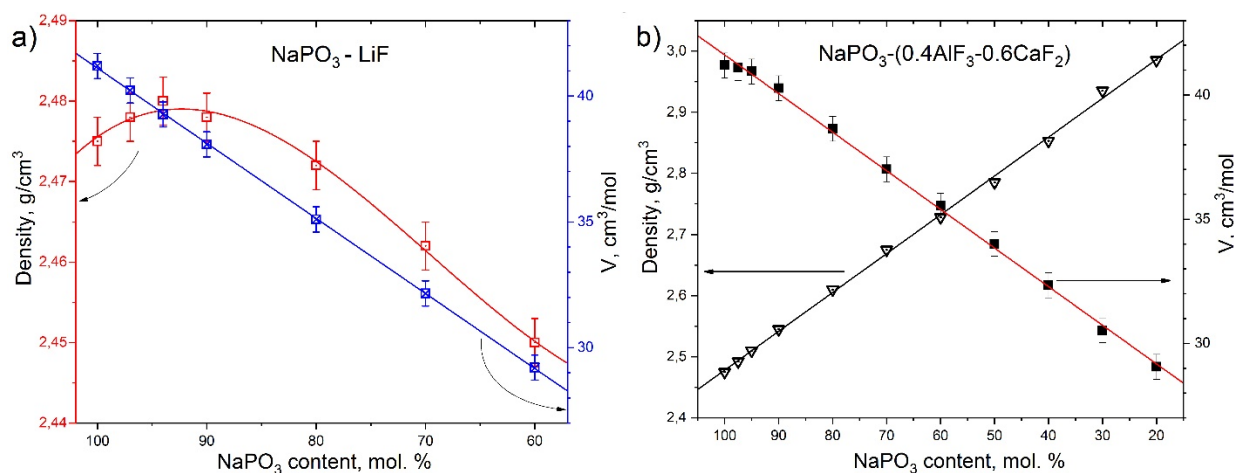 a)
NaPO3 - LiF
2,49
2,48
2,47
2,46
2,45
2,44
Density, g/cm3
40
35
30
V, cm3/mol
100 90 80 70 60
NaPO3 content, mol. %
b)
NaPO3-(0.4AlF3-0.6CaF2)
3,0
2,9
2,8
2,7
2,6
2,5
2,4
Density, g/cm3
40
35
30
V, cm3/mol
100 90 80 70 60 50 40 30 20
NaPO3 content, mol. %